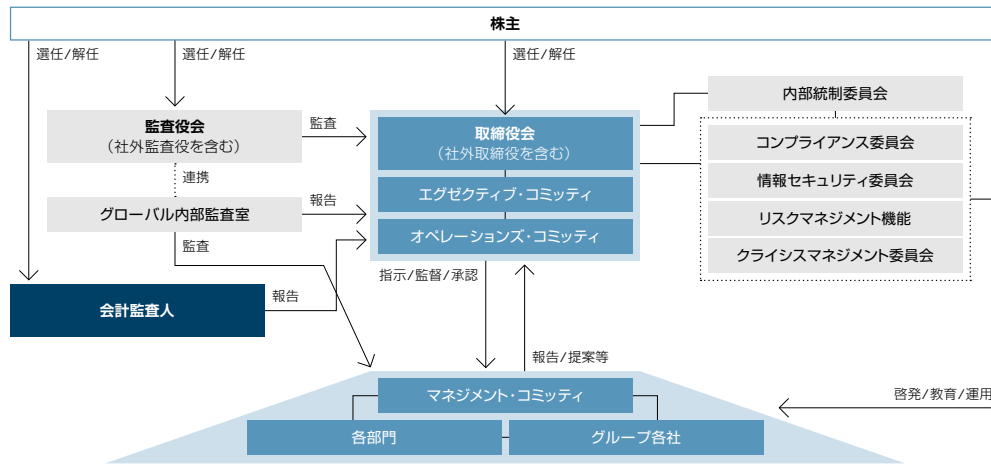 株主
選任/解任
選任/解任
選任/解任
監査役会
(社外監査役を含む)
監査
取締役会
(社外取締役を含む)
内部統制委員会
コンプライアンス委員会
連携
エグゼクティブ・コミッティ
情報セキュリティ委員会
グローバル内部監査室
報告
オペレーションズ・コミッティ
リスクマネジメント機能
監査
クライシスマネジメント委員会
指示/監督/承認
会計監査人
報告
報告/提案等
マネジメント・コミッティ
啓発/教育/運用
各部門
グループ各社